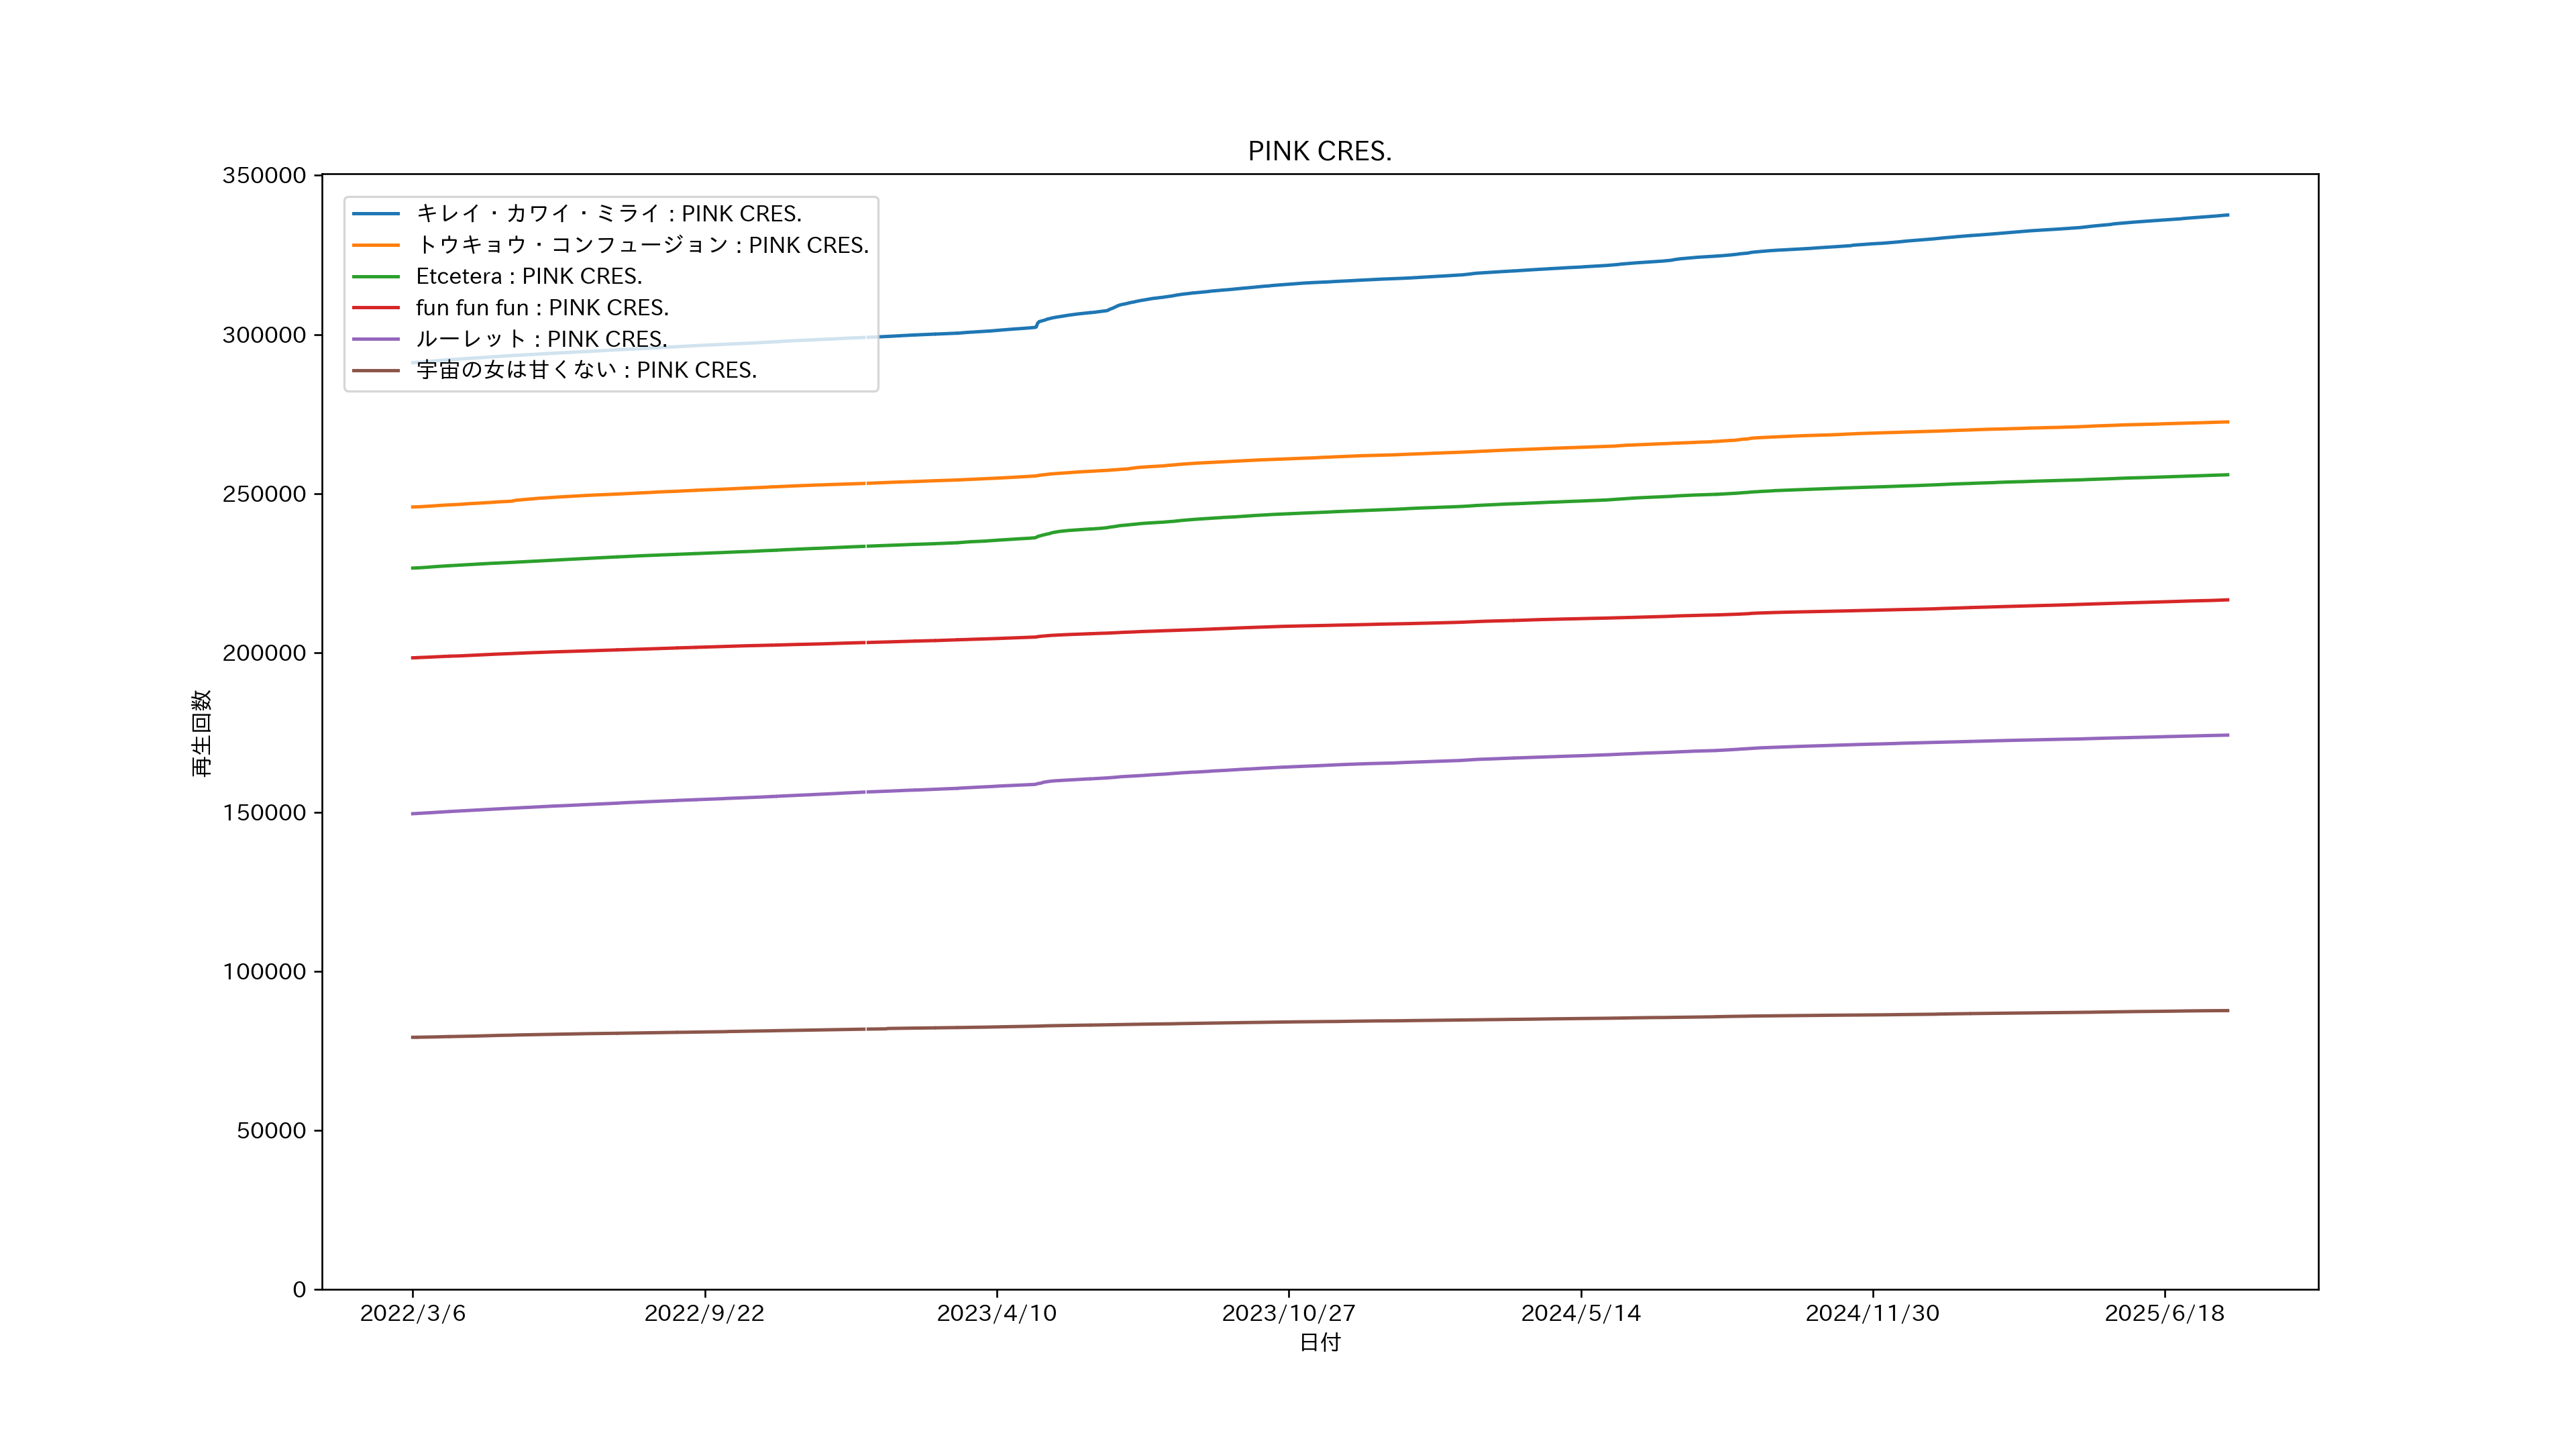 PINK CRES.
350000
300000
250000
200000
150000
100000
50000
0
再生回数
キレイ・カワイ・ミライ : PINK CRES.
トウキョウ・コンフュージョン : PINK CRES.
Etcetera : PINK CRES.
fun fun fun : PINK CRES.
ルーレット : PINK CRES.
宇宙の女は甘くない : PINK CRES.
2022/3/6
2022/9/22
2023/4/10
2023/10/27
2024/5/14
2024/11/30
2025/6/18
日付